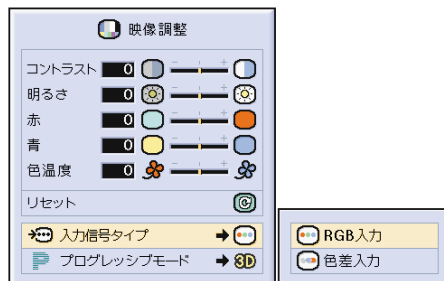 映像調整
コントラスト 0
明るさ 0
赤 0
青 0
色温度 0
リセット
入力信号タイプ
プログレッシブモード 3D
RGB入力
色差入力